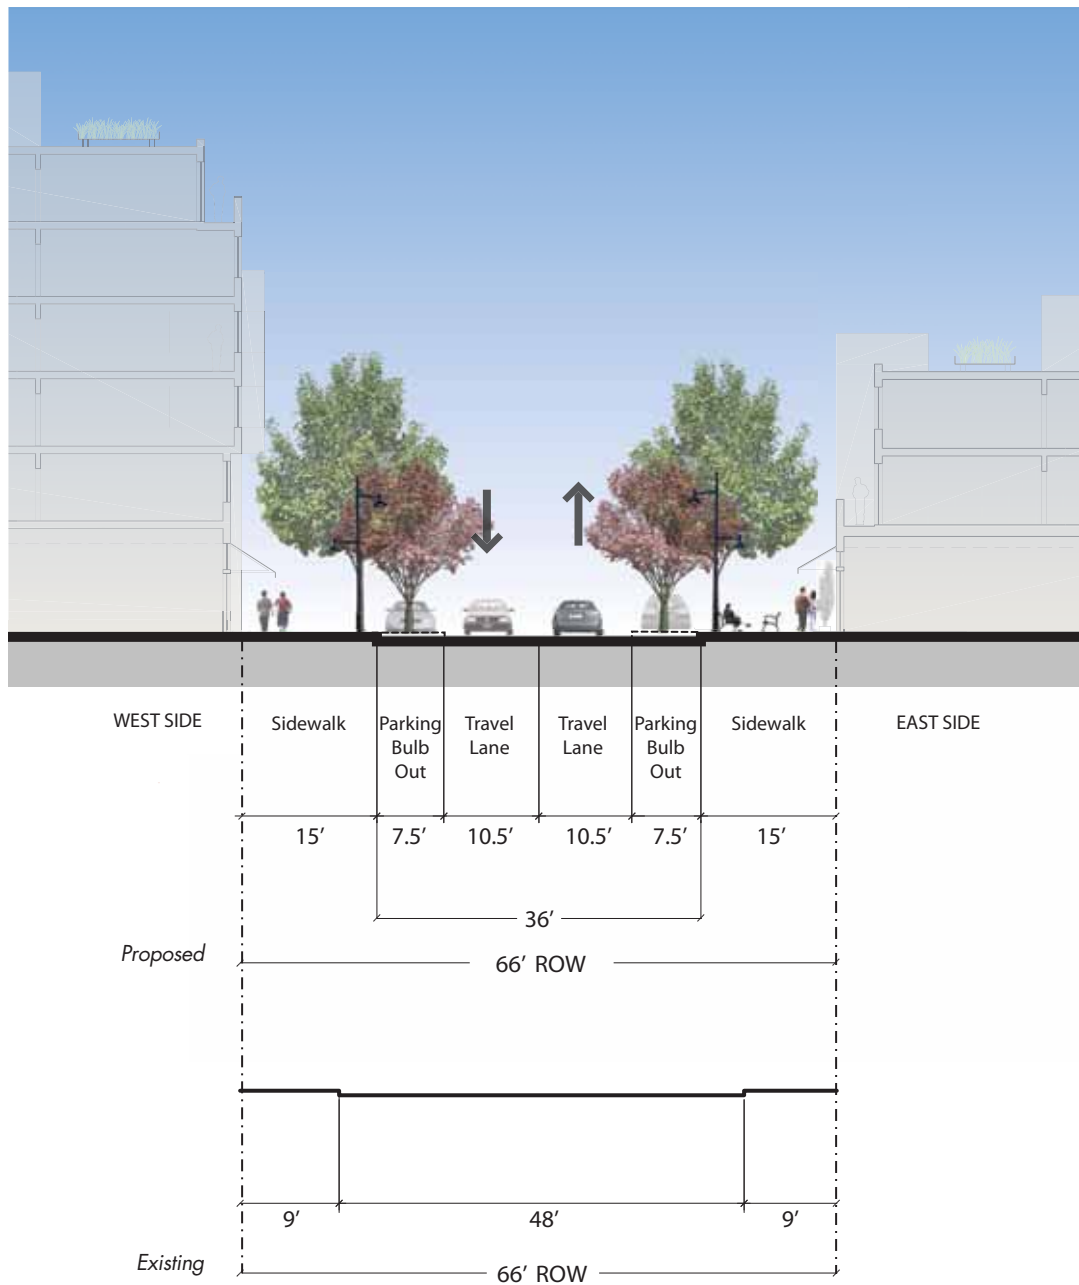 WEST SIDE
Sidewalk
Parking
Bulb
Out
Travel
Lane
Travel
Lane
Parking
Bulb
Out
Sidewalk
EAST SIDE
15’ 7.5’ 10.5’ 10.5’ 7.5’ 15’
36’
Proposed
66’ ROW
9’ 48’ 9’
Existing
66’ ROW